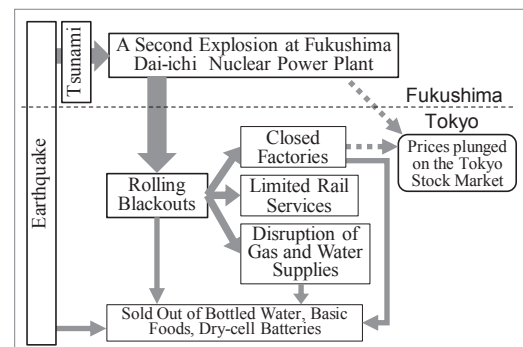 Earthquake
Tsunami
A Second Explosion at Fukushima
Dai-ichi Nuclear Power Plant
Fukushima
Tokyo
Closed
Factories
Prices plunged
on the Tokyo
Stock Market
Rolling
Blackouts
Limited Rail
Services
Disruption of
Gas and Water
Supplies
Sold Out of Bottled Water, Basic
Foods, Dry-cell Batteries